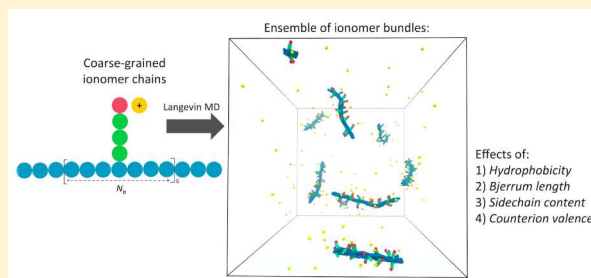 Ensemble of ionomer bundles:
Coarse-grained
ionomer chains
+
Langevin MD
N_b
Effects of:
1) Hydrophobicity
2) Bjerrum length
3) Sidechain content
4) Counterion valence